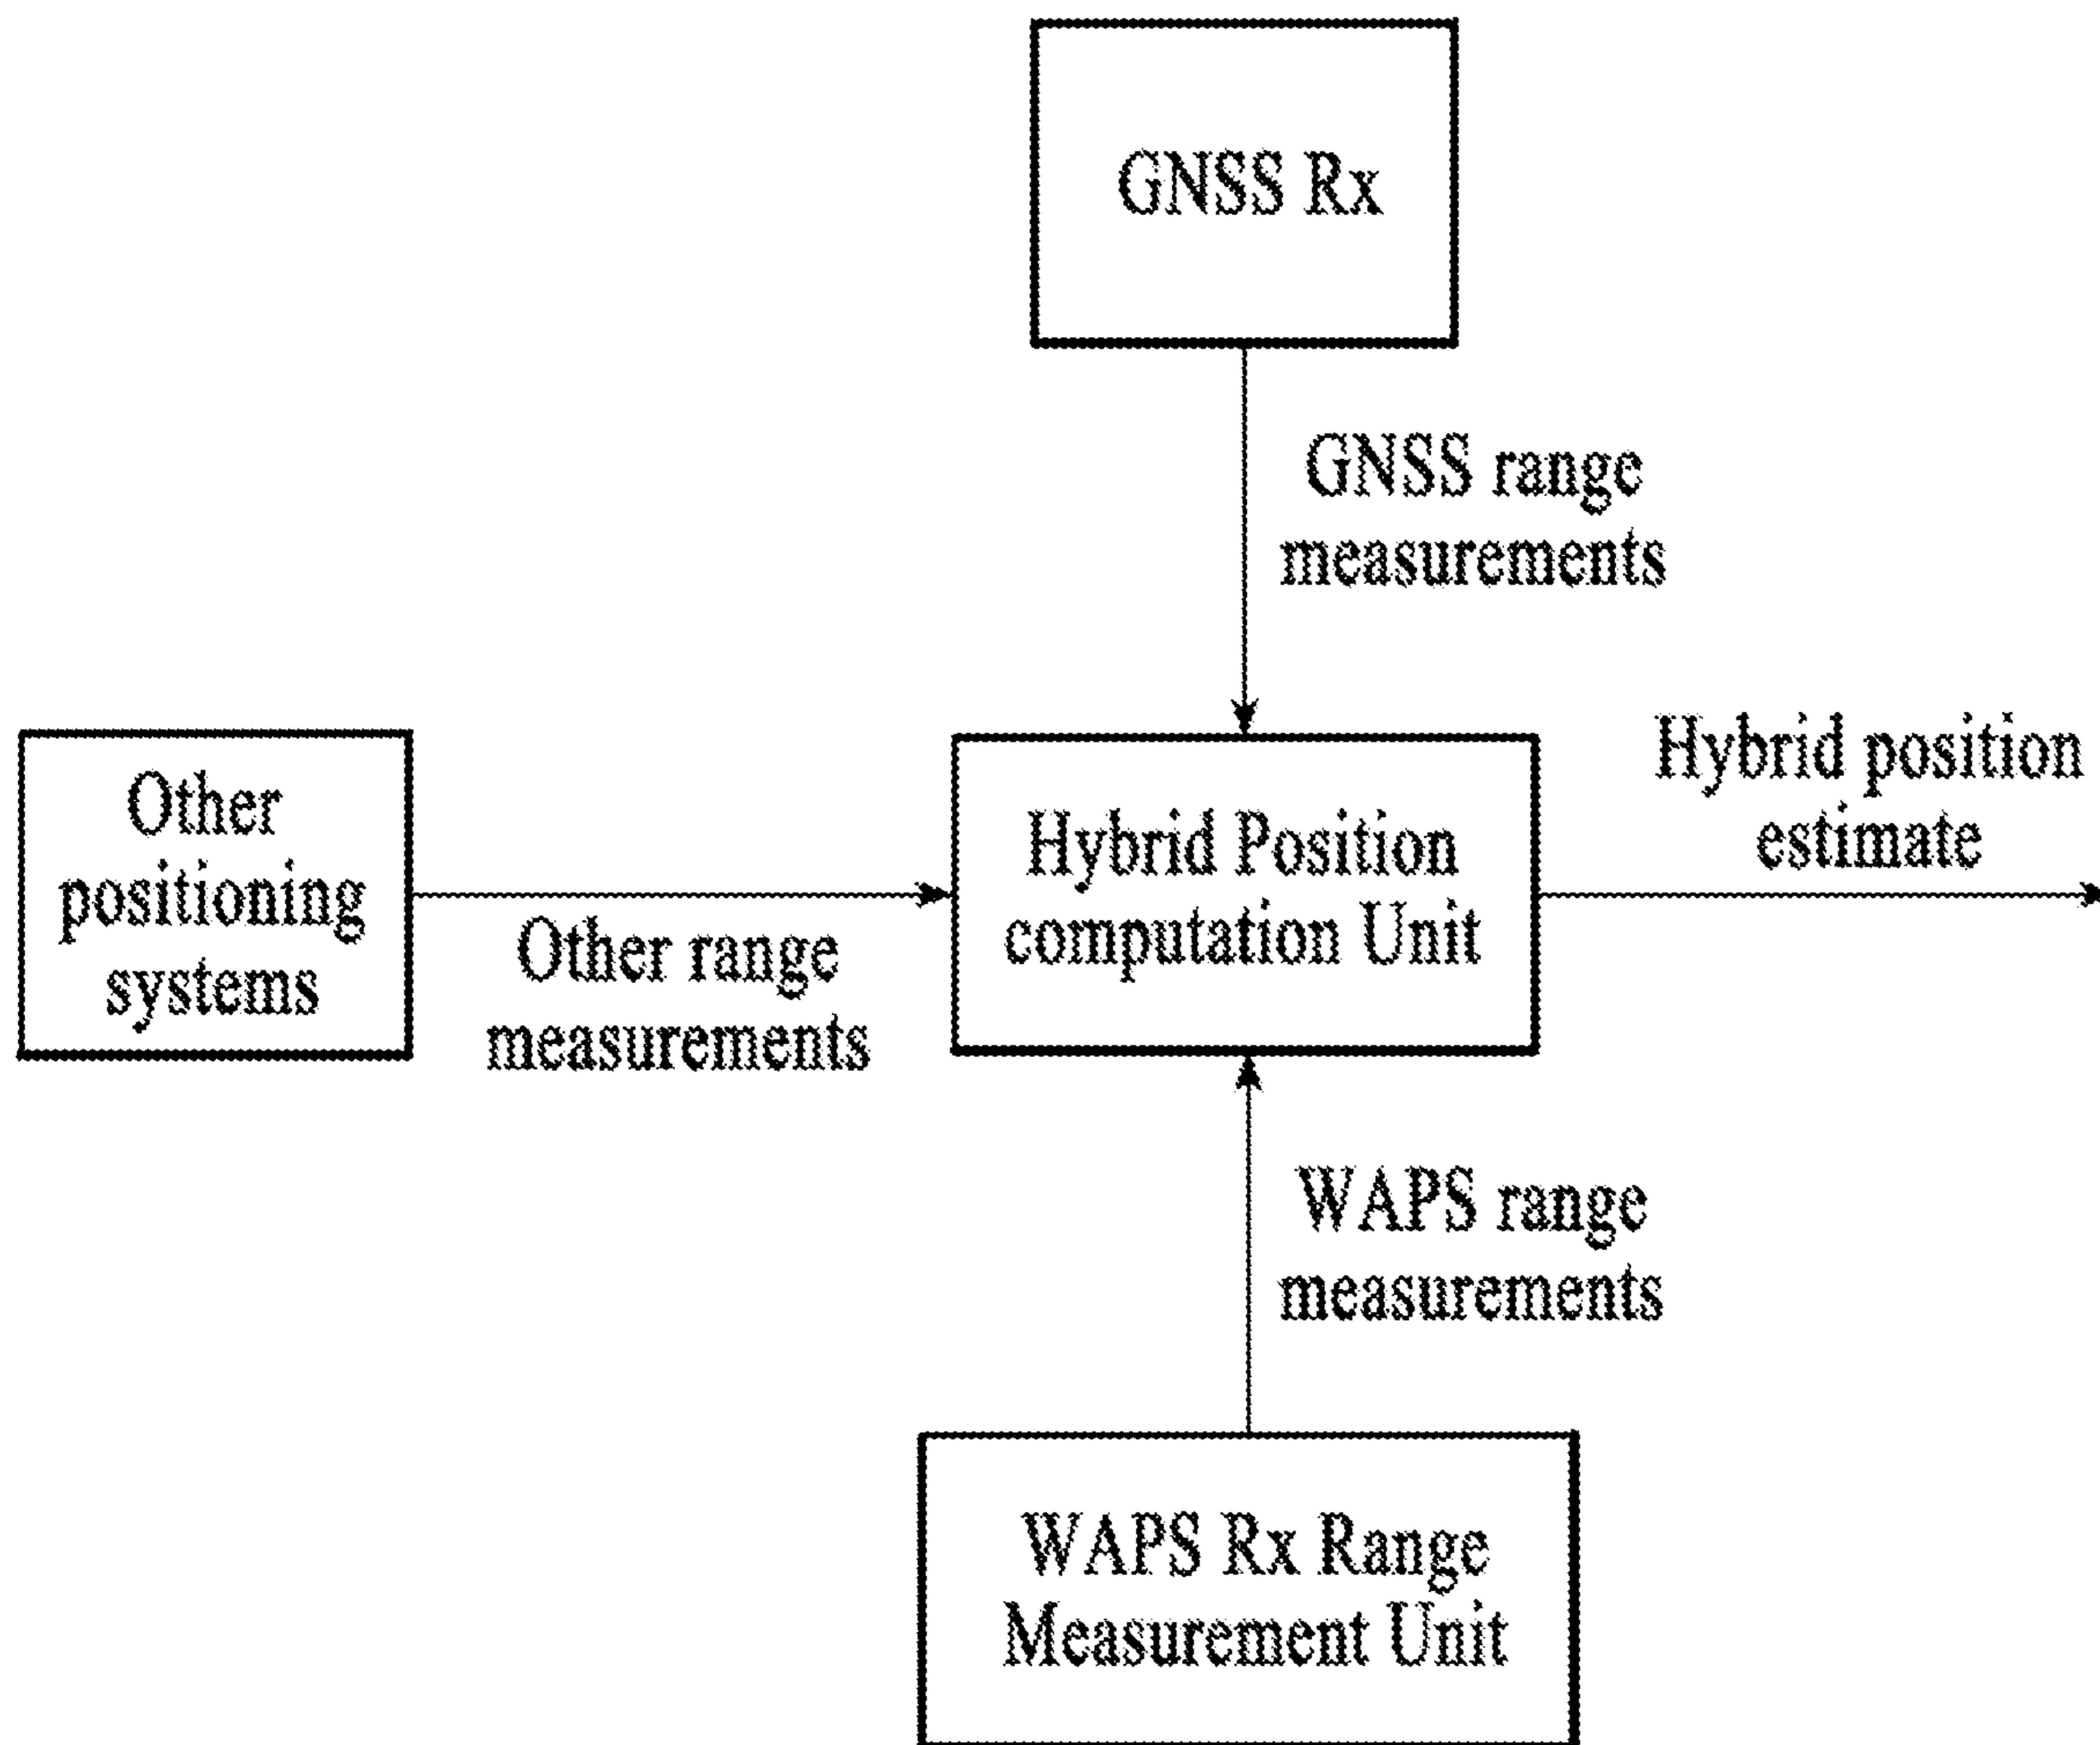 GNSS Rx
GNSS range
measurements
Other
positioning
systems
Other range
measurements
Hybrid Position
computation Unit
Hybrid position
estimate
WAPS range
measurements
WAPS Rx Range
Measurement Unit